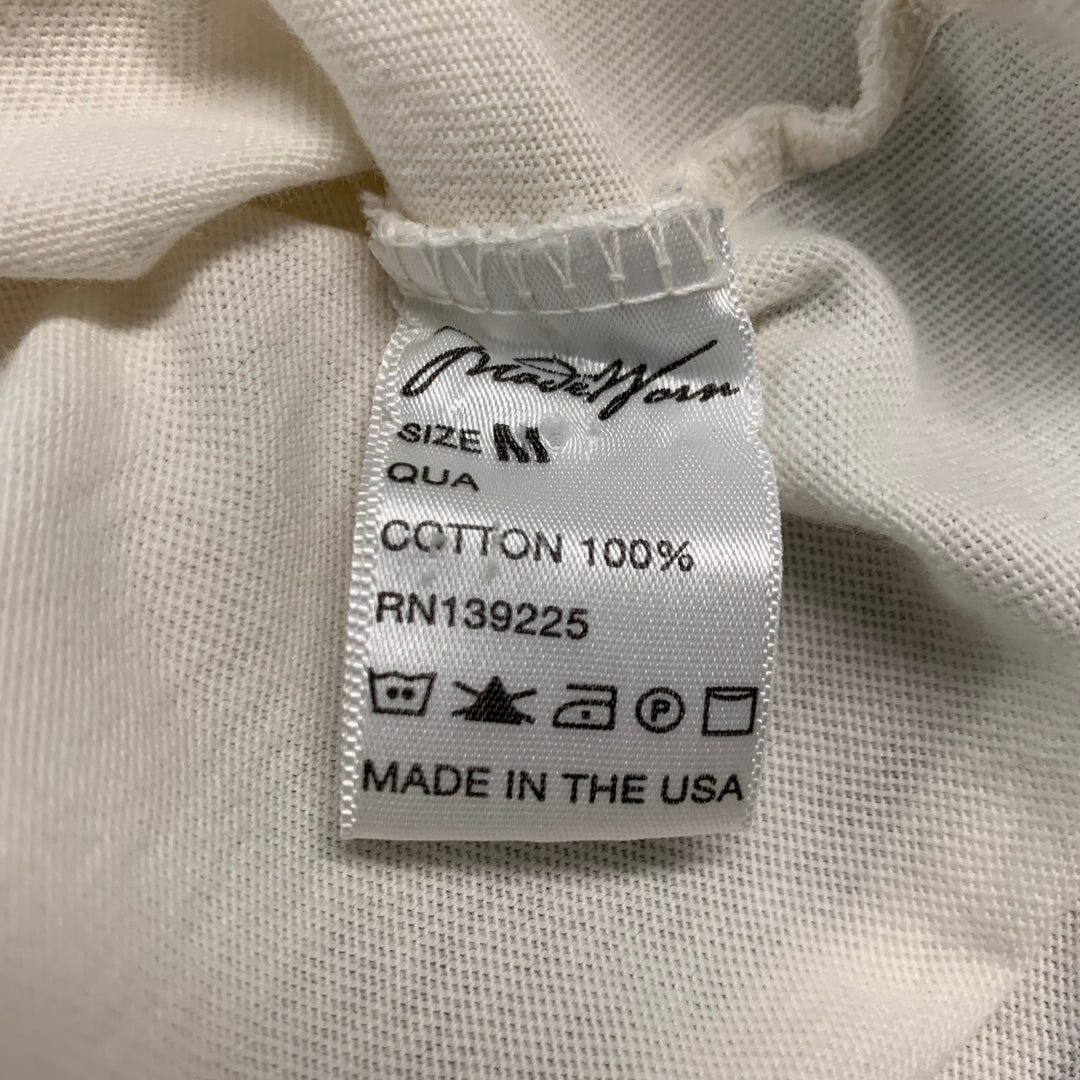 MadeWorn
SIZE M
QUA
COTTON 100%
RN139225
P
MADE IN THE USA